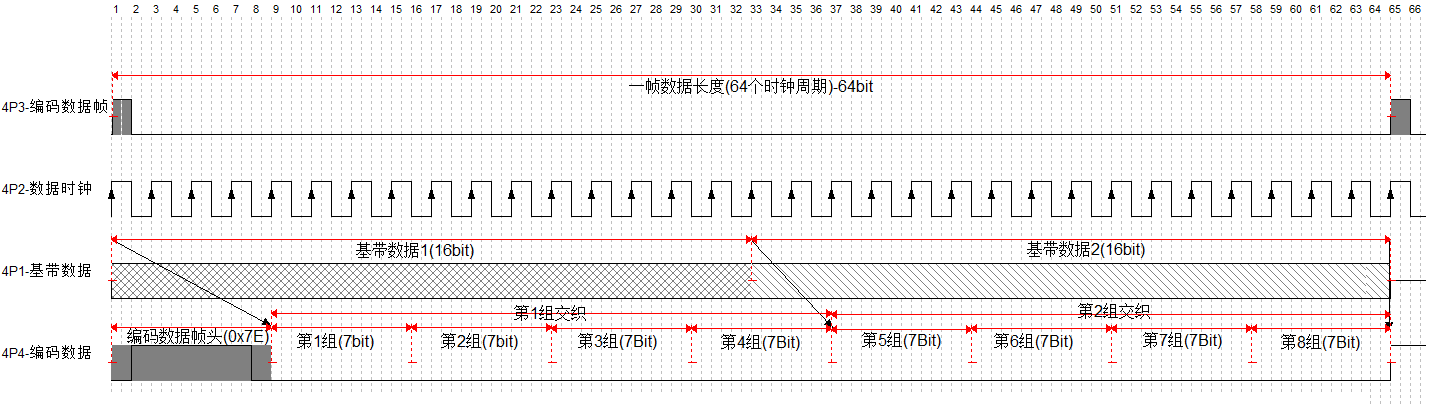 1 2 3 4 5 6 7 8 9 10 11 12 13 14 15 16 17 18 19 20 21 22 23 24 25 26 27 28 29 30 31 32 33 34 35 36 37 38 39 40 41 42 43 44 45 46 47 48 49 50 51 52 53 54 55 56 57 58 59 60 61 62 63 64 65 66
一帧数据长度(64个时钟周期)-64bit
4P3-编码数据帧
4P2-数据时钟
基带数据1(16bit)
基带数据2(16bit)
4P1-基带数据
第1组交织
第2组交织
编码数据帧头(0x7E)
第1组(7bit)
第2组(7bit)
第3组(7Bit)
第4组(7Bit)
第5组(7Bit)
第6组(7Bit)
第7组(7Bit)
第8组(7Bit)
4P4-编码数据